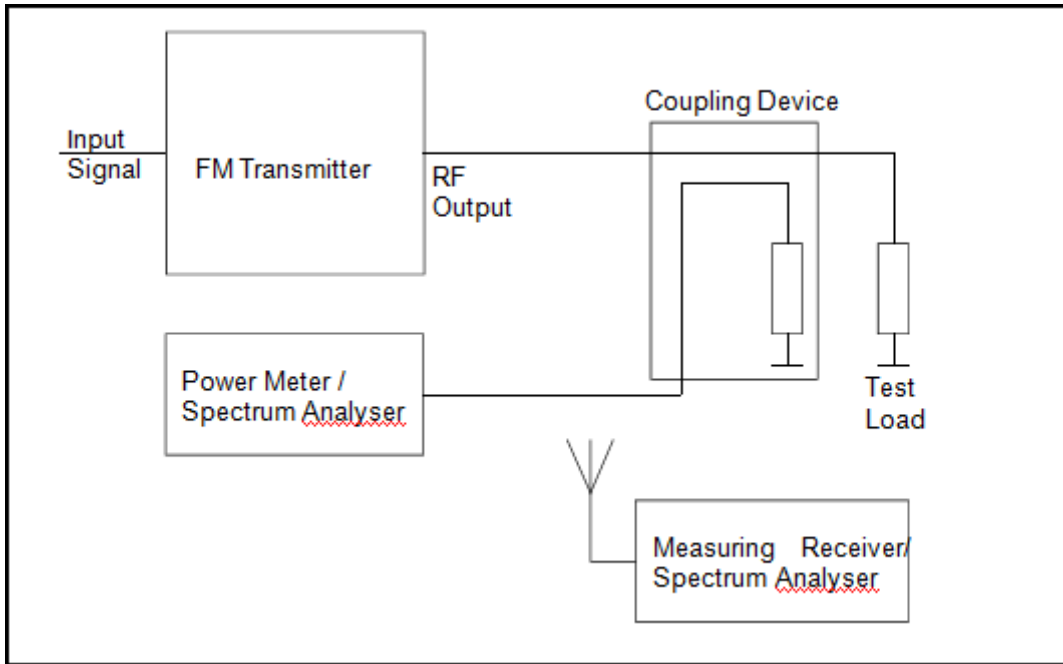 Coupling Device
Input
Signal
FM Transmitter
RF
Output
Power Meter /
Spectrum Analyser
Test
Load
Measuring Receiver/
Spectrum Analyser